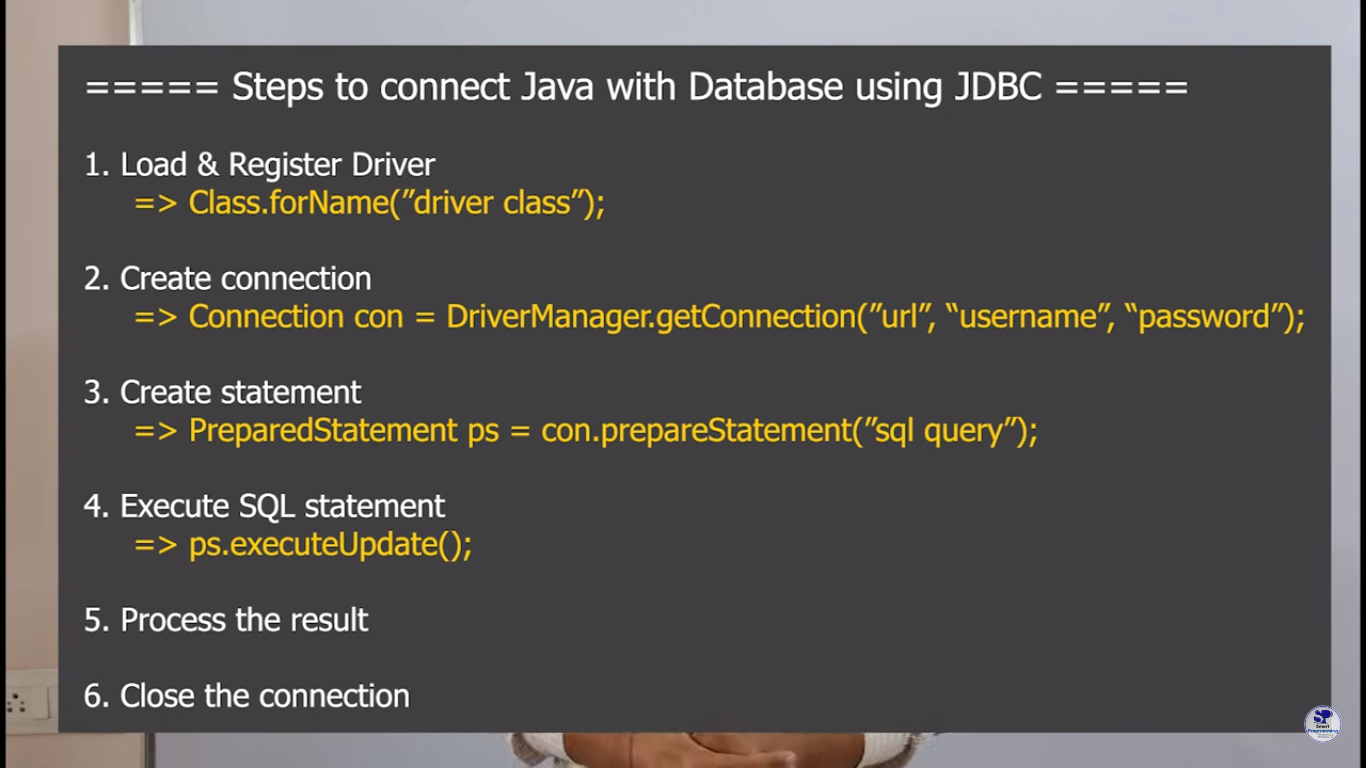 ===== Steps to connect Java with Database using JDBC =====
1. Load & Register Driver
=> Class.forName(”driver class”);
2. Create connection
=> Connection con = DriverManager.getConnection(”url”, “username”, “password”);
3. Create statement
=> PreparedStatement ps = con.prepareStatement(”sql query”);
4. Execute SQL statement
=> ps.executeUpdate();
5. Process the result
6. Close the connection
SP
Smart
Programming